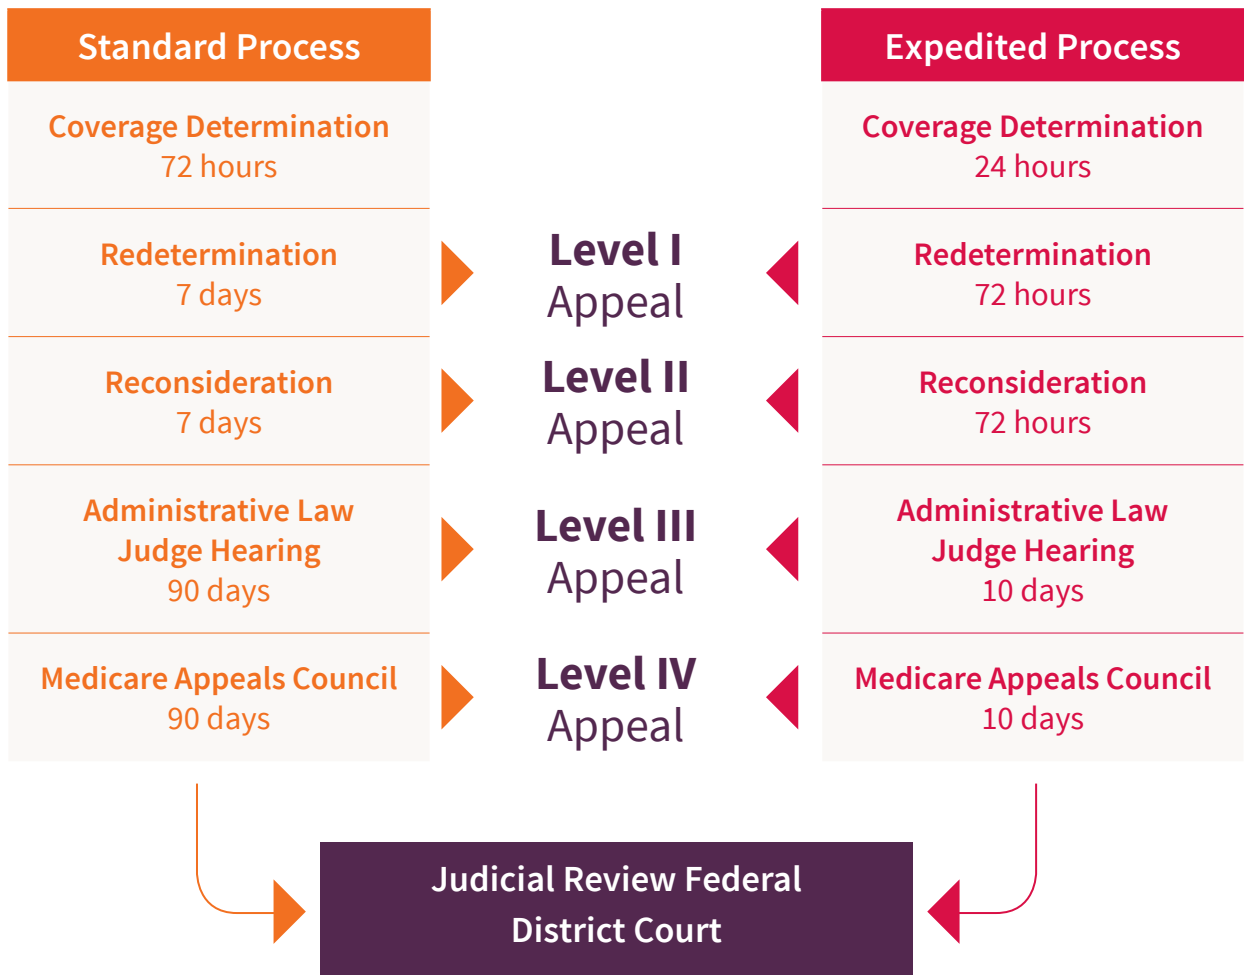 Standard Process
Coverage Determination
72 hours
Redetermination
7 days
Reconsideration
7 days
Administrative Law
Judge Hearing
90 days
Medicare Appeals Council
90 days
Level I
Appeal
Level II
Appeal
Level III
Appeal
Level IV
Appeal
Expedited Process
Coverage Determination
24 hours
Redetermination
72 hours
Reconsideration
72 hours
Administrative Law
Judge Hearing
10 days
Medicare Appeals Council
10 days
Judicial Review Federal
District Court